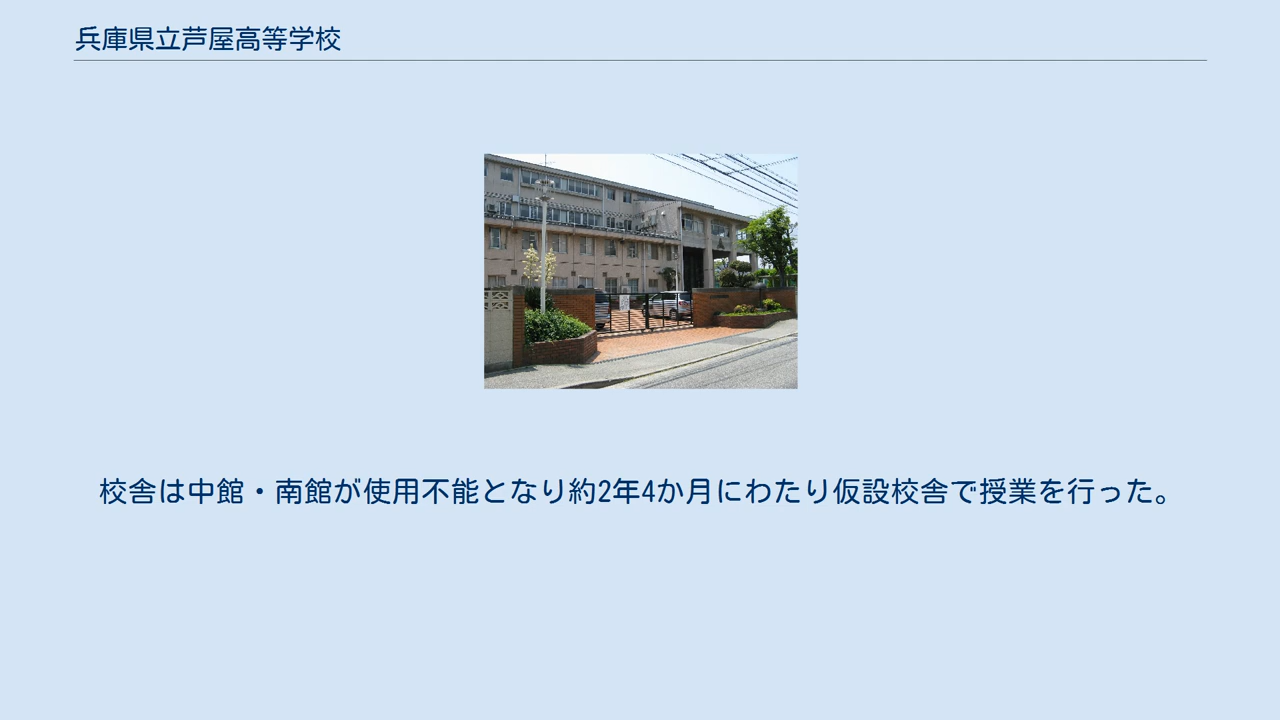 兵庫県立芦屋高等学校
校舎は中館・南館が使用不能となり約2年4か月にわたり仮設校舎で授業を行った。